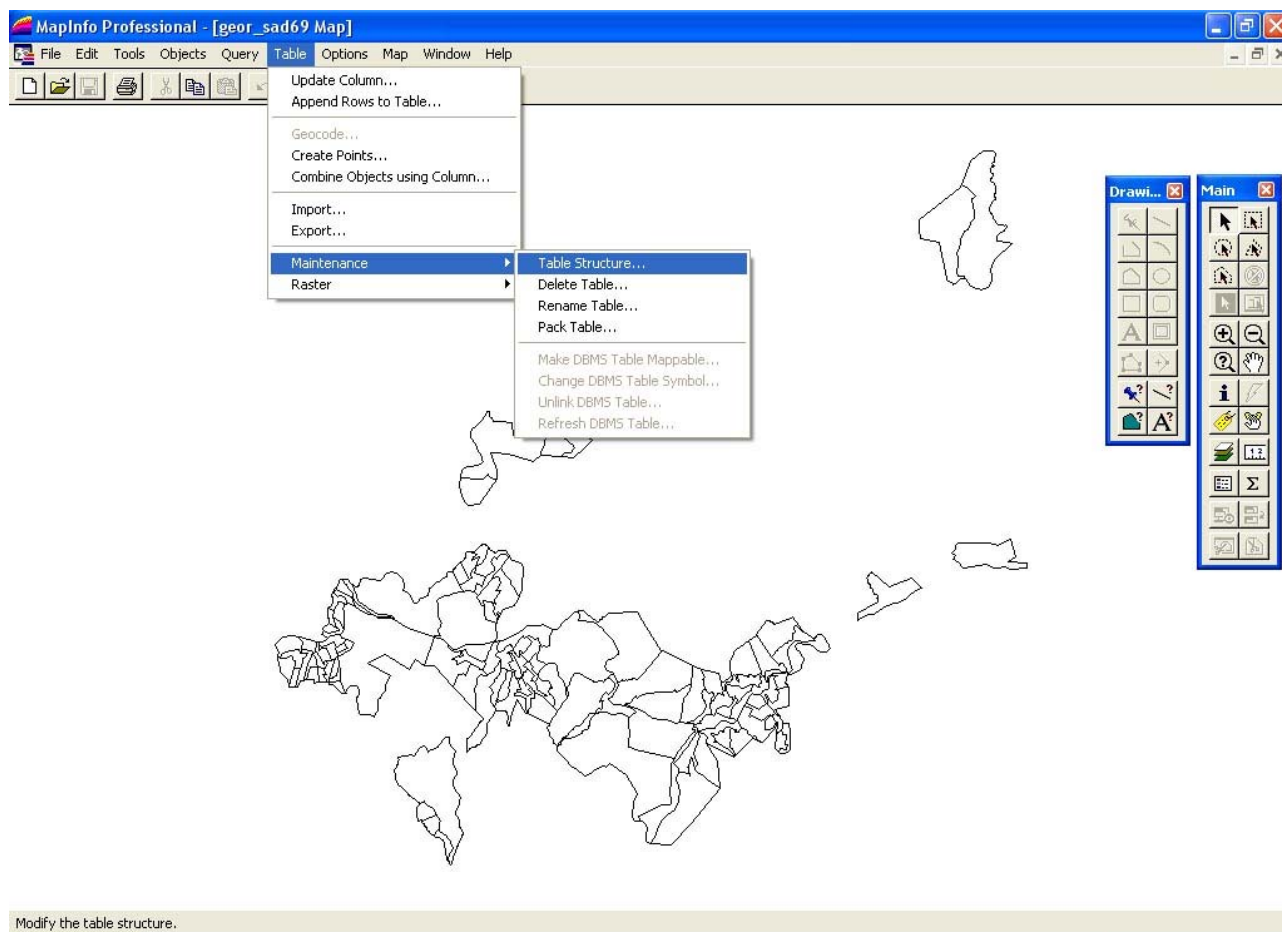 MapInfo Professional - [geor_sad69 Map]
File Edit Tools Objects Query Table Options Map Window Help
Update Column...
Append Rows to Table...
Geocode...
Create Points...
Combine Objects using Column...
Import...
Export...
Maintenance
Raster
Table Structure...
Delete Table...
Rename Table...
Pack Table...
Make DBMS Table Mappable...
Change DBMS Table Symbol...
Unlink DBMS Table...
Refresh DBMS Table...
Drawi...
Main
Modify the table structure.